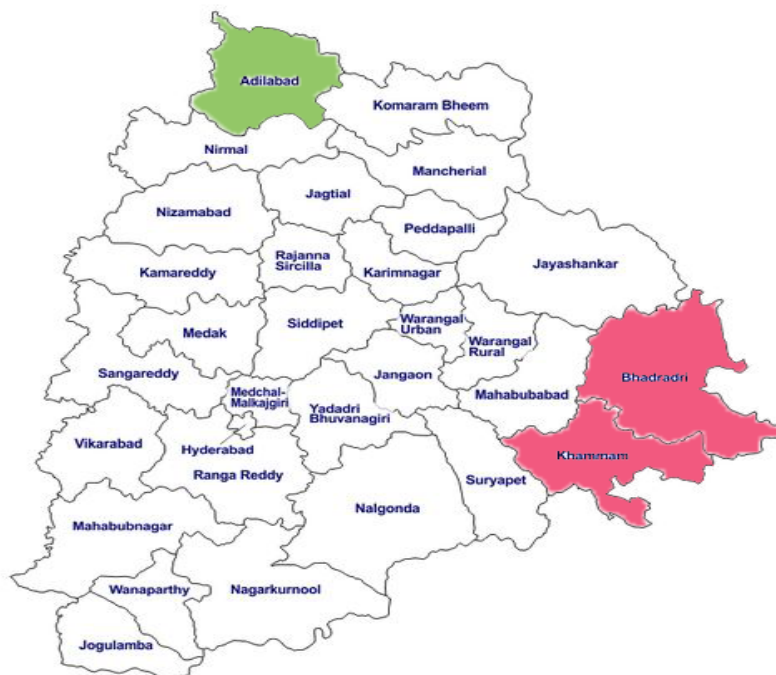 Adilabad
Komaram Bheem
Nirmal
Mancherial
Jagtial
Nizamabad
Peddapalli
Rajanna
Sircilla
Jayashankar
Kamareddy
Karimnagar
Medak
Siddipet
Warangal
Urban
Warangal
Rural
Sangareddy
Jangaon
Bhadradri
Medchal-
Malkajgiri
Mahabubabad
Yadadri
Bhuvanagiri
Vikarabad
Hyderabad
Khammam
Ranga Reddy
Suryapet
Nalgonda
Mahabubnagar
Wanaparthy
Nagarkurnool
Jogulamba